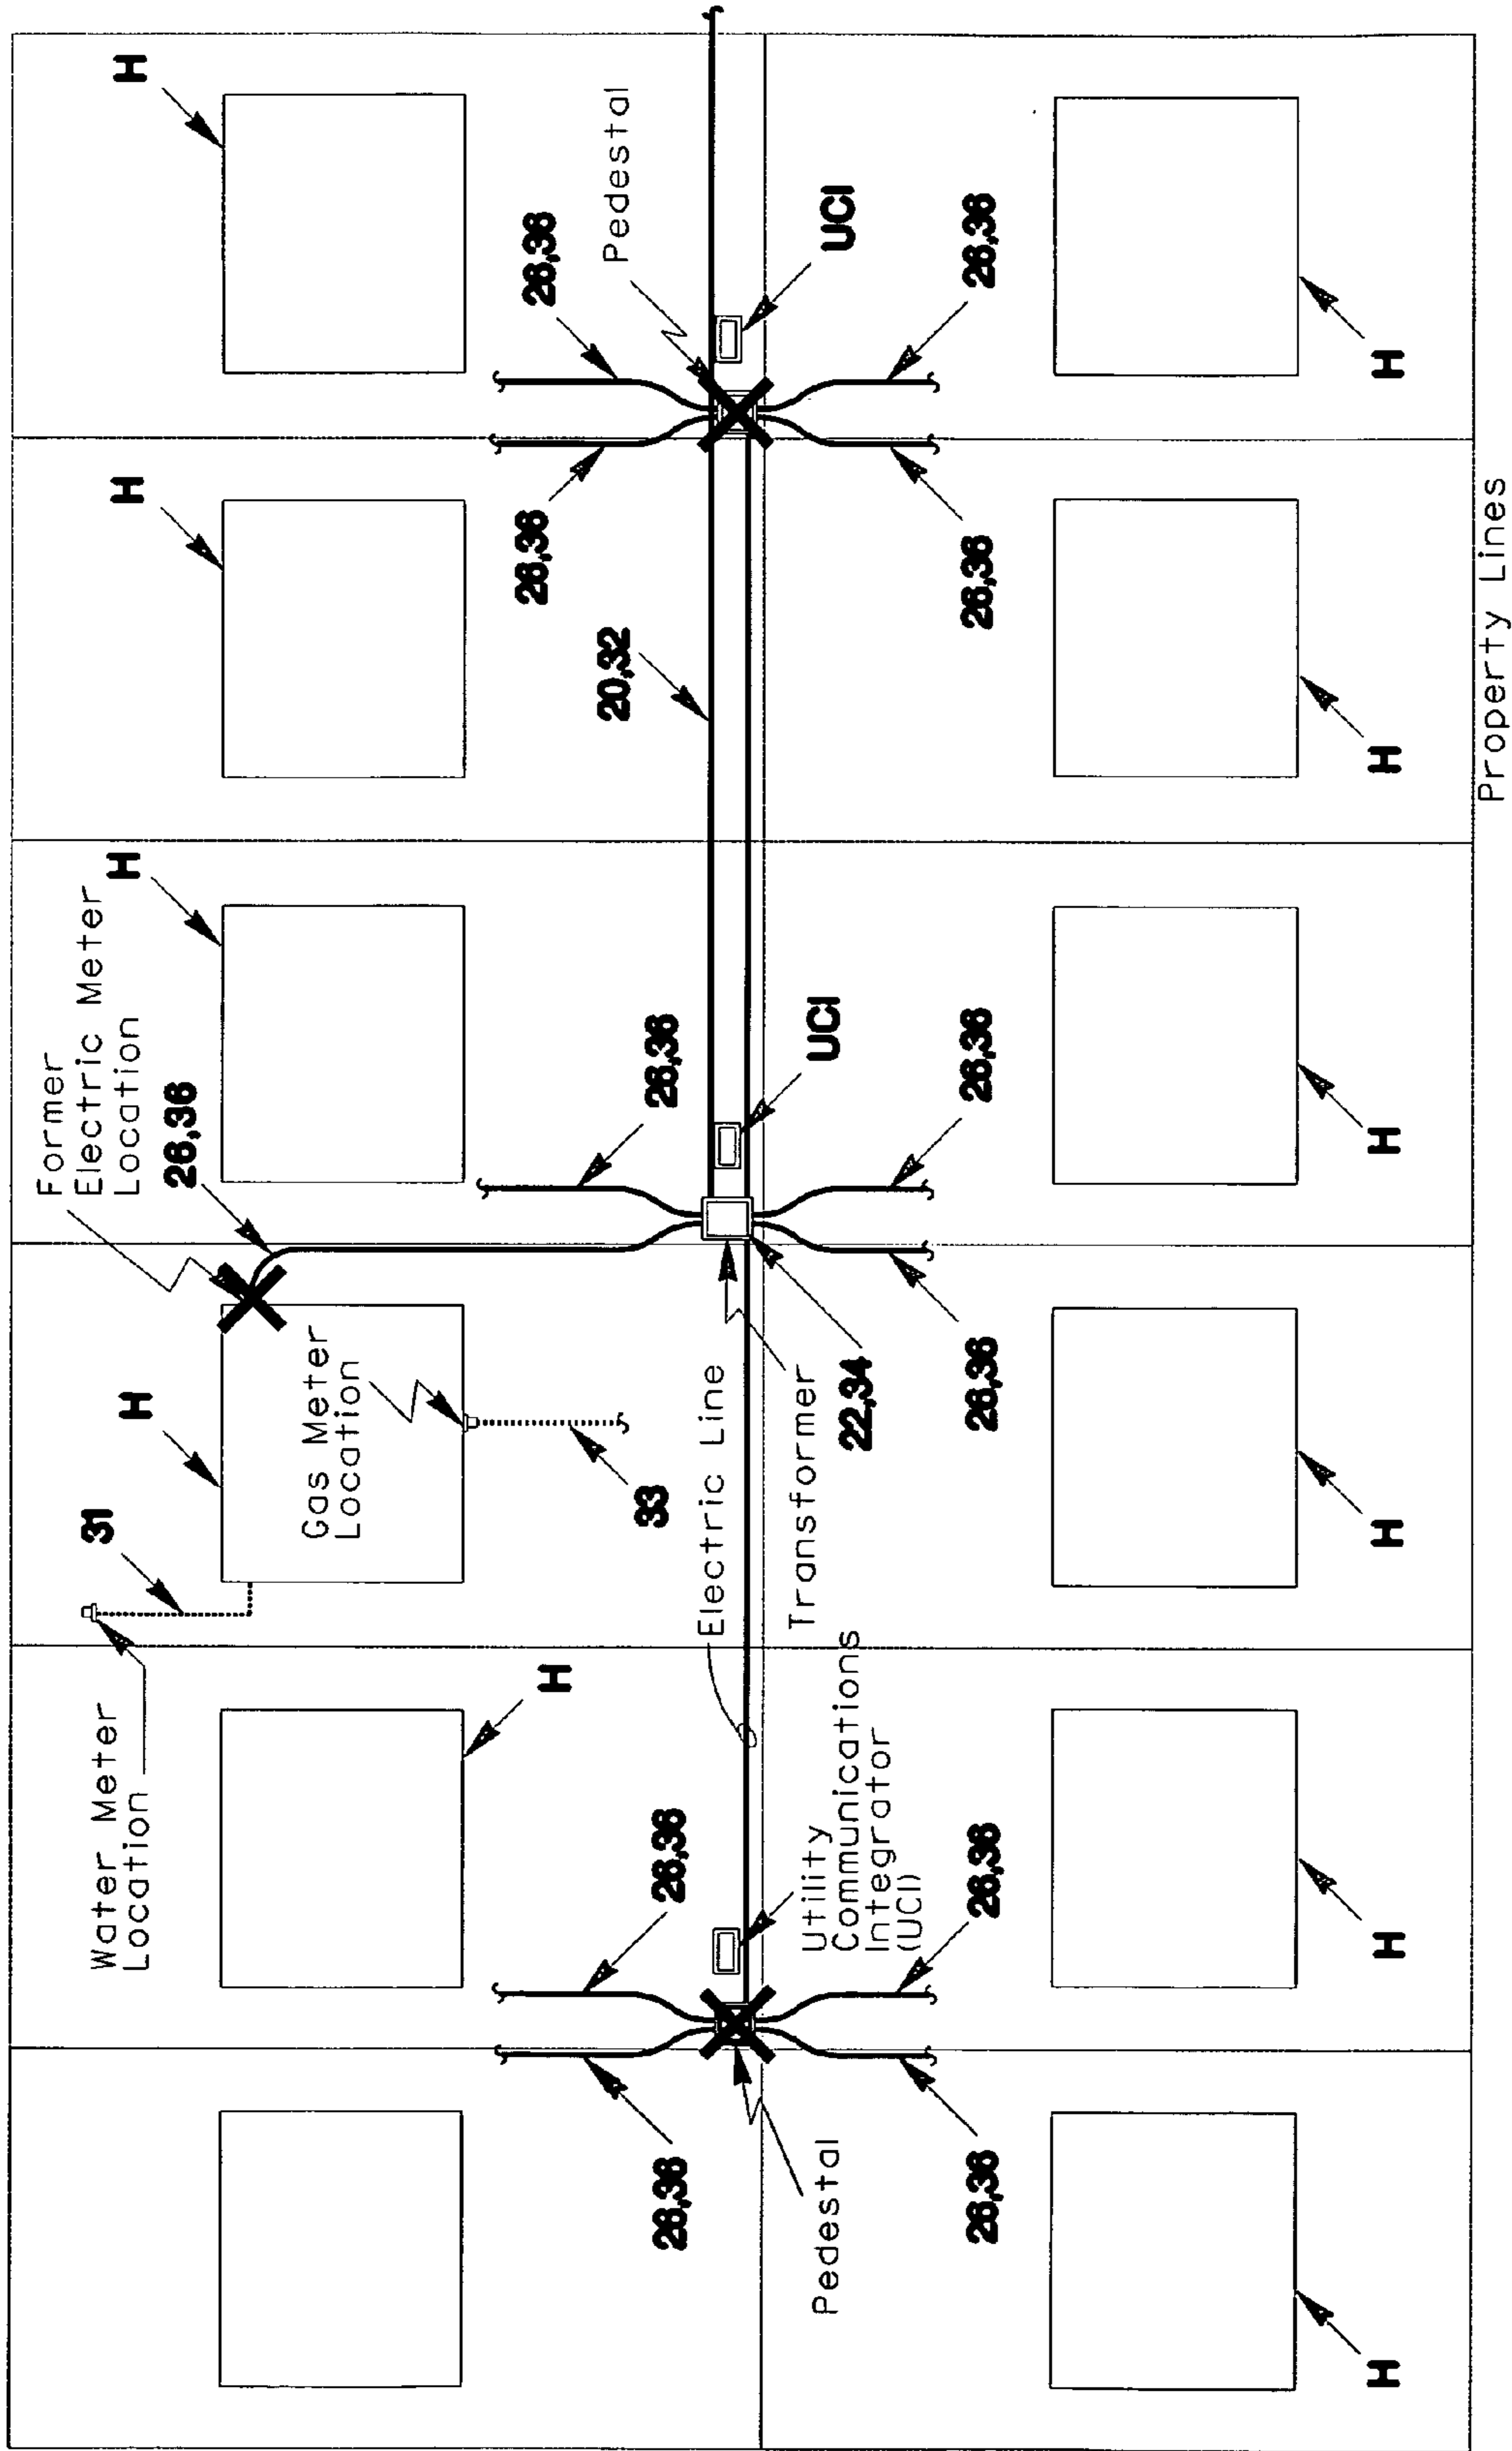 Former
Electric Meter
Location
Water Meter
Location
31
H
H
H
H
26,36
Gas Meter
Location
26,36
26,36
H
20,32
Pedestal
33
26,36
26,36
26,36
Electric Line
Transformer
UCI
UCI
Utility
Communications
Integrator
(UCI)
Pedestal
22,34
26,36
26,36
26,36
26,36
26,36
26,36
H
H
H
H
H
H
Property Lines